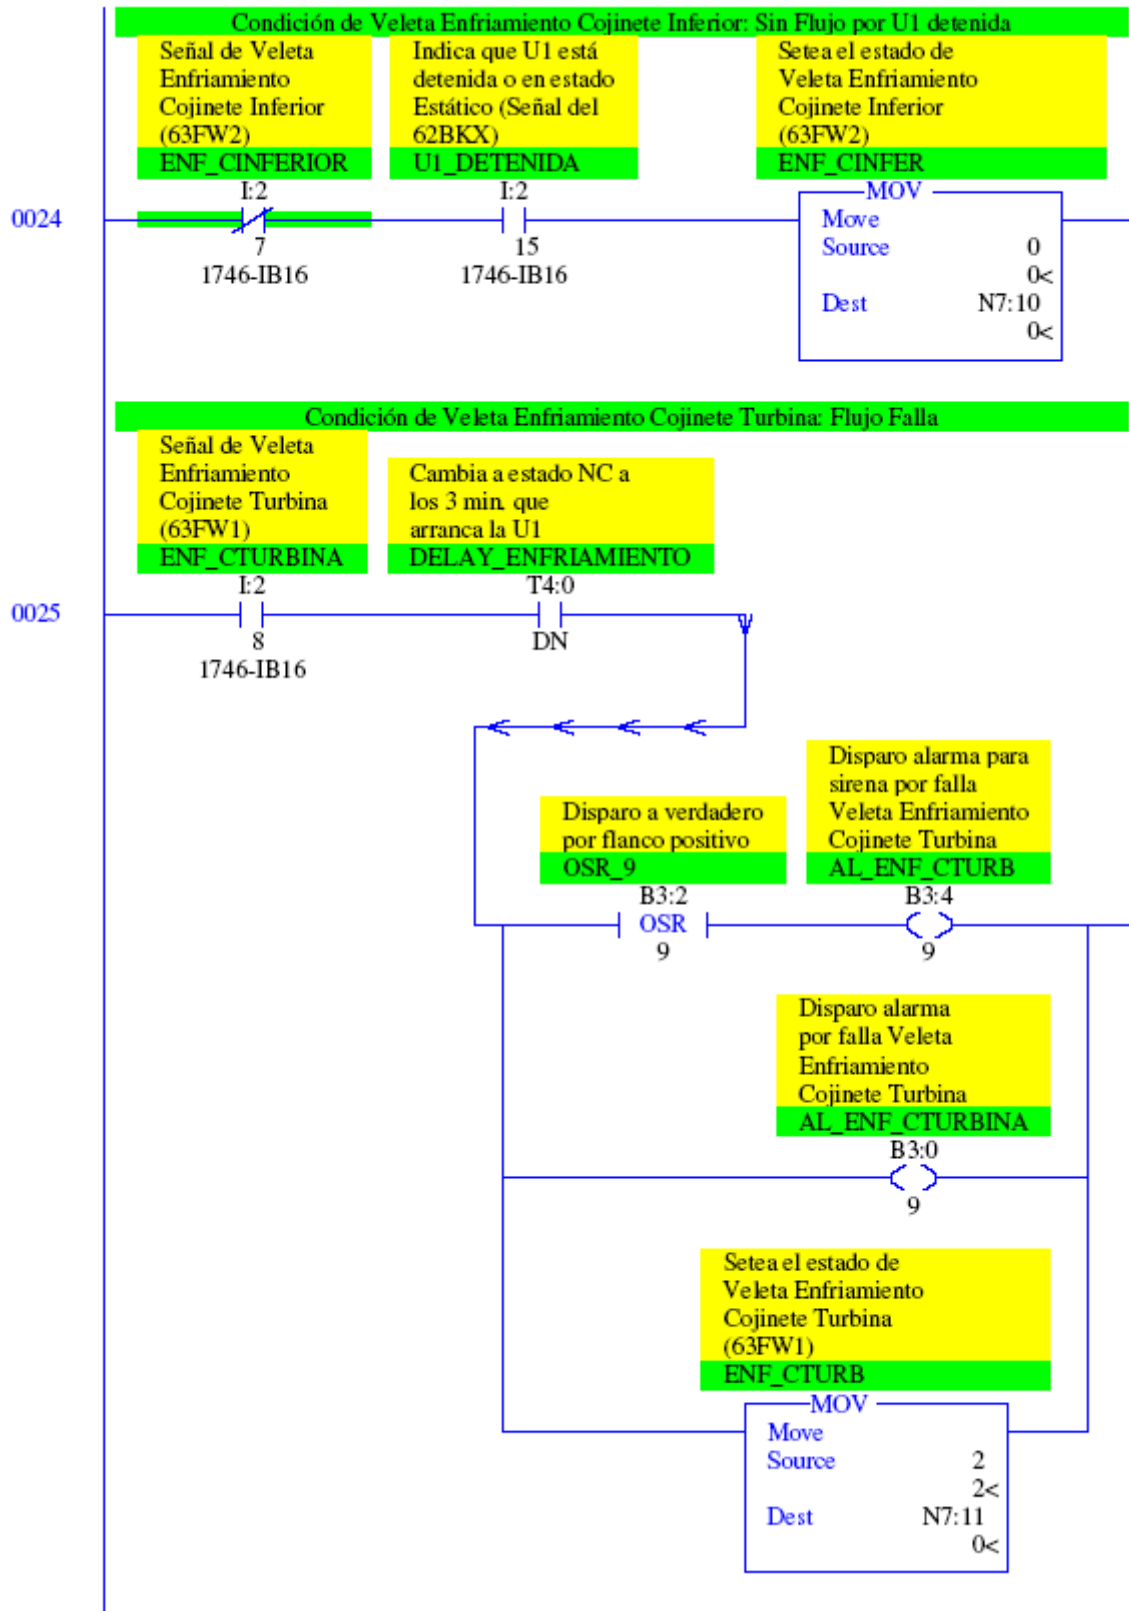 Condición de Veleta Enfriamiento Cojinete Inferior: Sin Flujo por U1 detenida
Señal de Veleta
Enfriamiento
Cojinete Inferior
(63FW2)
ENF_CINFERIOR
I:2
7
1746-IB16
Indica que U1 está
detenida o en estado
Estático (Señal del
62BKX)
U1_DETENIDA
I:2
15
1746-IB16
Setea el estado de
Veleta Enfriamiento
Cojinete Inferior
(63FW2)
ENF_CINFER
MOV
Move
Source 0
0<
Dest N7:10
0<
0024
Condición de Veleta Enfriamiento Cojinete Turbina: Flujo Falla
Señal de Veleta
Enfriamiento
Cojinete Turbina
(63FW1)
ENF_CTURBINA
I:2
8
1746-IB16
Cambia a estado NC a
los 3 min. que
arranca la U1
DELAY_ENFRIAMIENTO
T4:0
DN
0025
Disparo a verdadero
por flanco positivo
OSR_9
B3:2
OSR
9
Disparo alarma para
sirena por falla
Veleta Enfriamiento
Cojinete Turbina
AL_ENF_CTURB
B3:4
9
Disparo alarma
por falla Veleta
Enfriamiento
Cojinete Turbina
AL_ENF_CTURBINA
B3:0
9
Setea el estado de
Veleta Enfriamiento
Cojinete Turbina
(63FW1)
ENF_CTURB
MOV
Move
Source 2
2<
Dest N7:11
0<